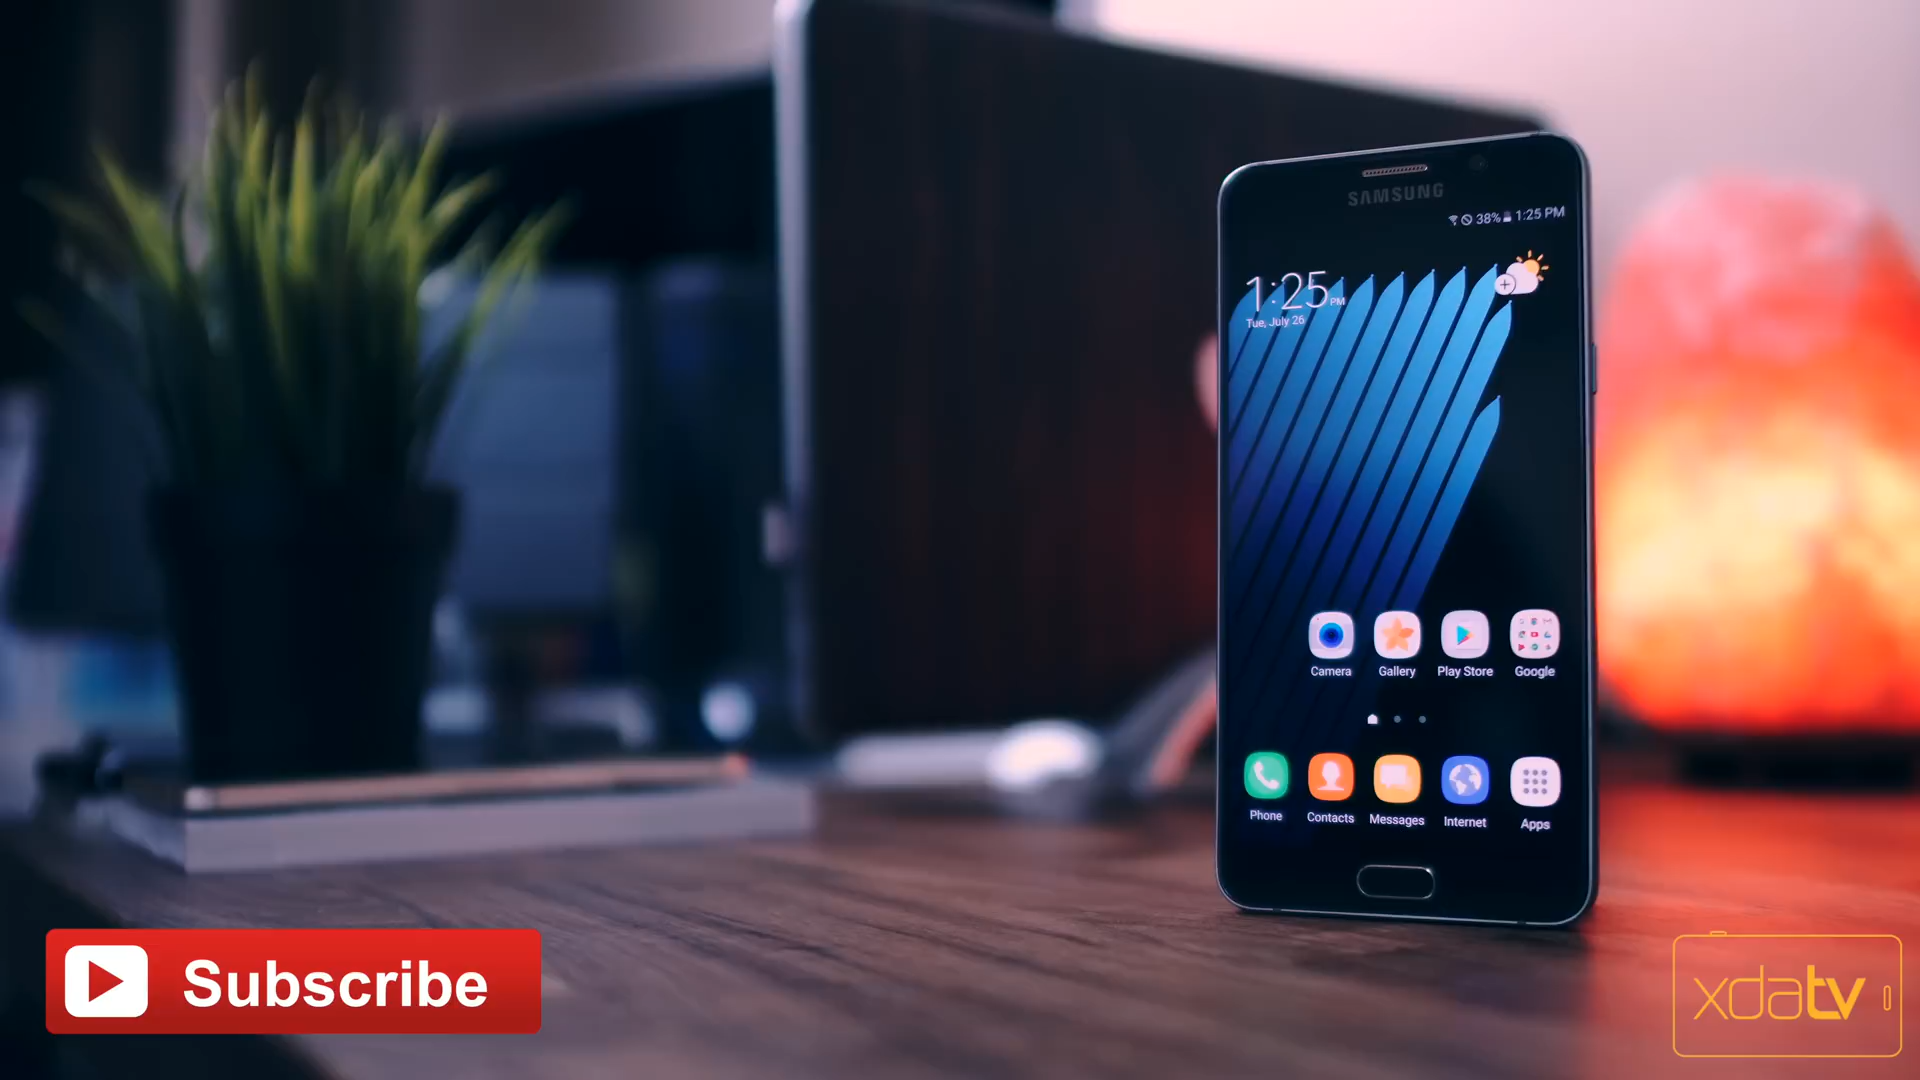 SAMSUNG
38% 1:25 PM
1:25 PM
Tue, July 26
Camera Gallery Play Store Google
Phone Contacts Messages Internet Apps
Subscribe
xdatv